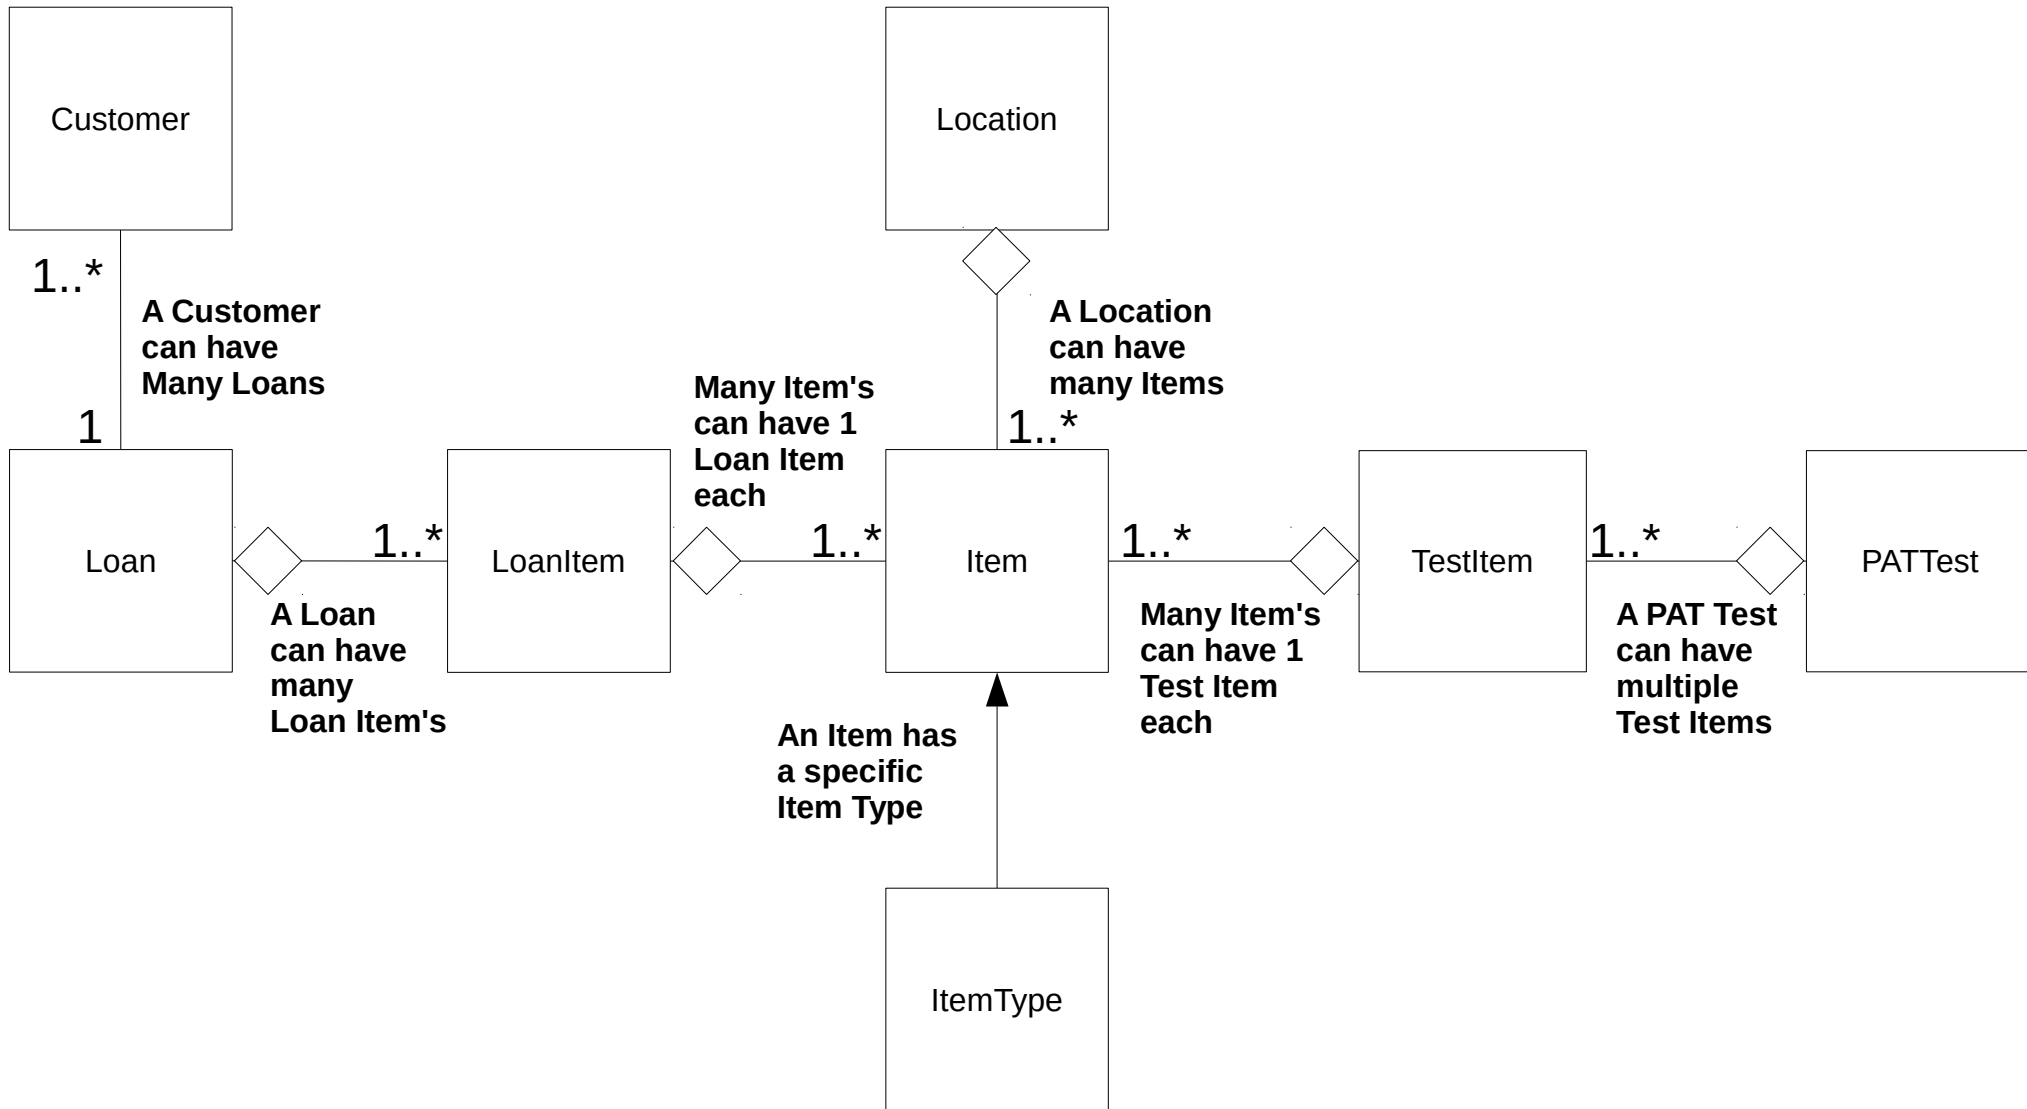 Customer
Location
1..*
A Customer
can have
Many Loans
1
A Location
can have
many Items
1..*
Many Item's
can have 1
Loan Item
each
Loan
1..*
A Loan
can have
many
Loan Item's
LoanItem
1..*
Item
1..*
Many Item's
can have 1
Test Item
each
TestItem
1..*
A PAT Test
can have
multiple
Test Items
PATTest
An Item has
a specific
Item Type
ItemType